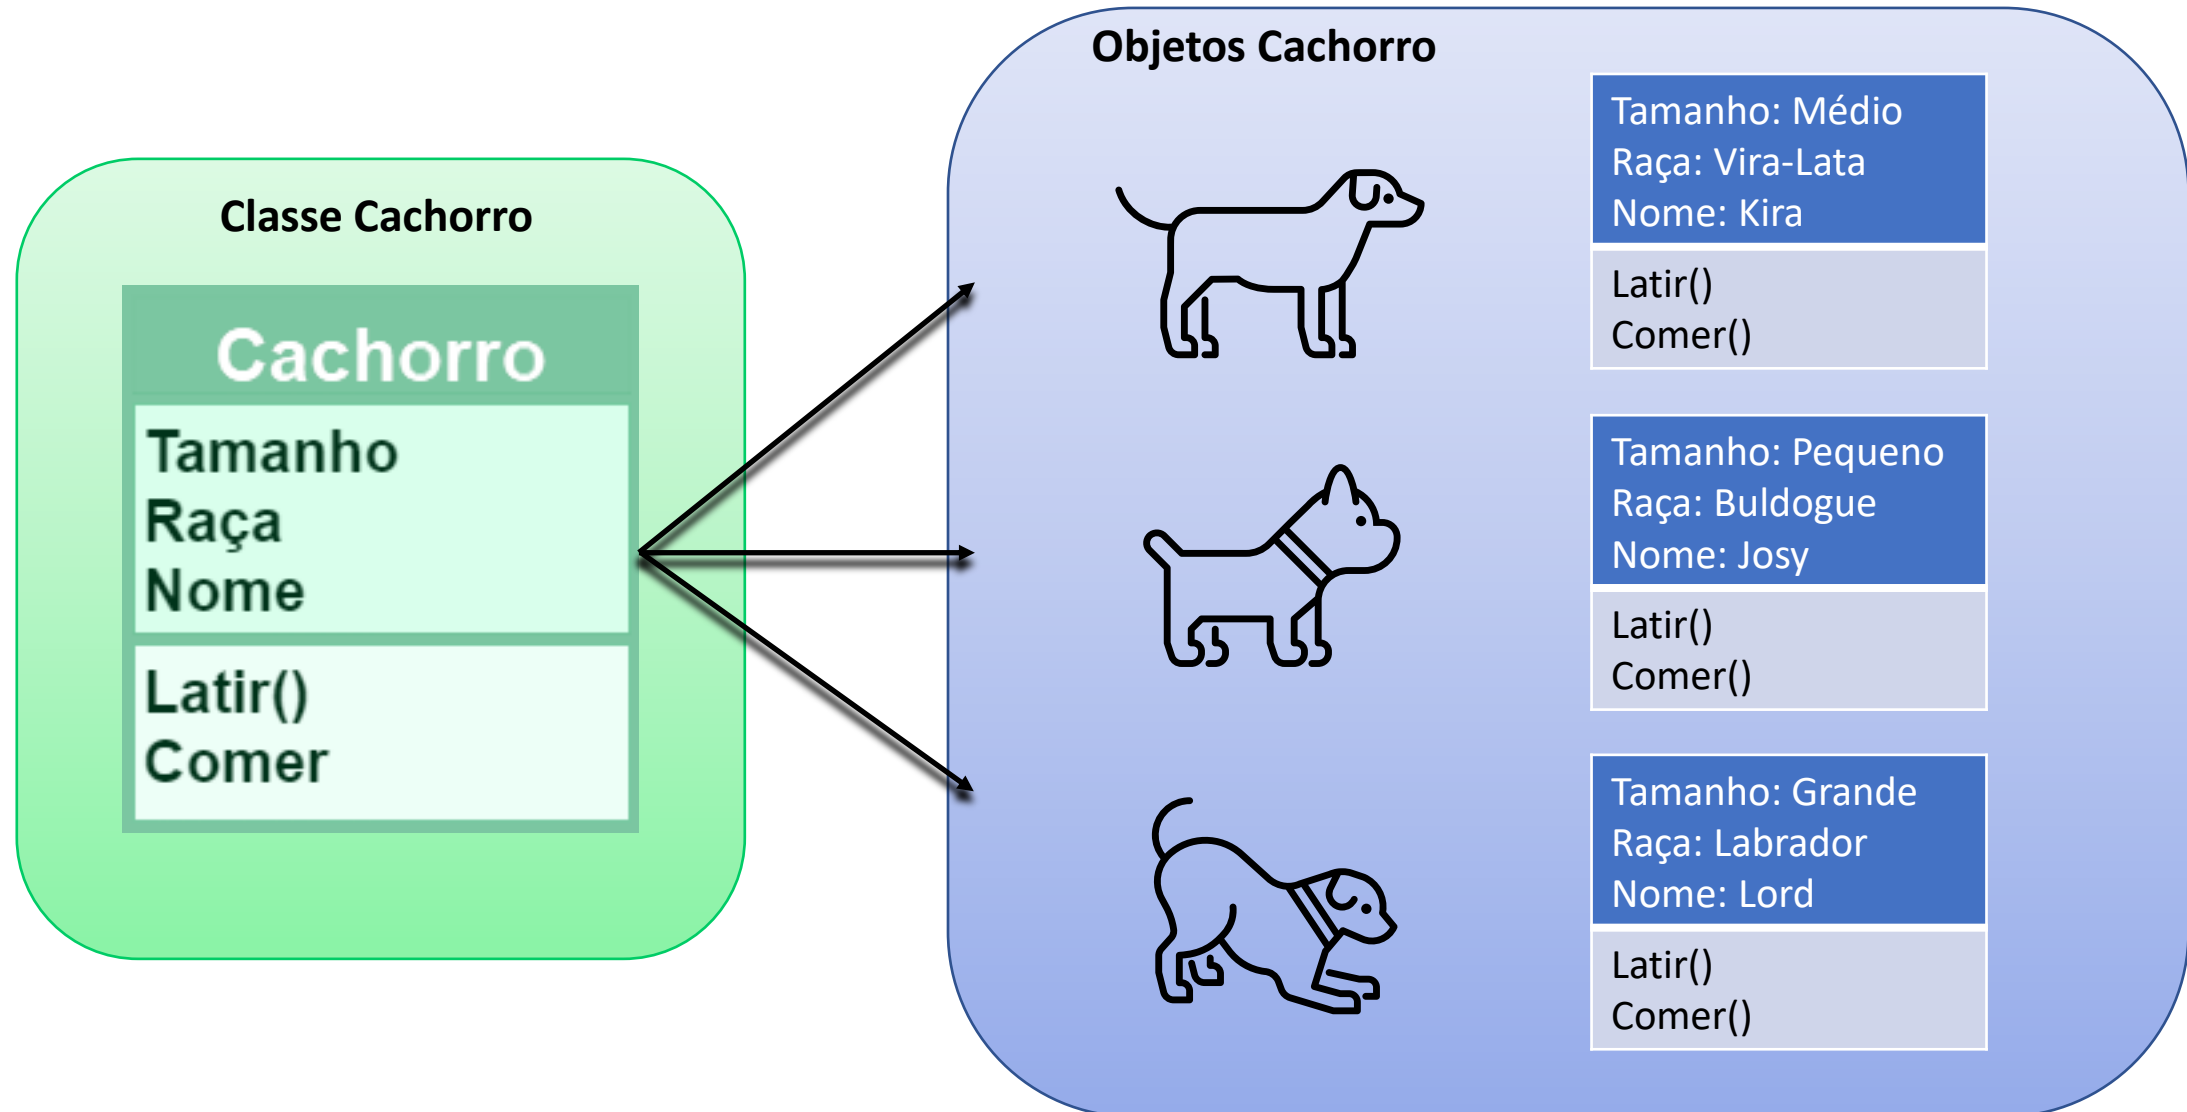 Classe Cachorro
Cachorro
Tamanho
Raça
Nome
Latir()
Comer
Objetos Cachorro
Tamanho: Médio
Raça: Vira-Lata
Nome: Kira
Latir()
Comer()
Tamanho: Pequeno
Raça: Buldogue
Nome: Josy
Latir()
Comer()
Tamanho: Grande
Raça: Labrador
Nome: Lord
Latir()
Comer()